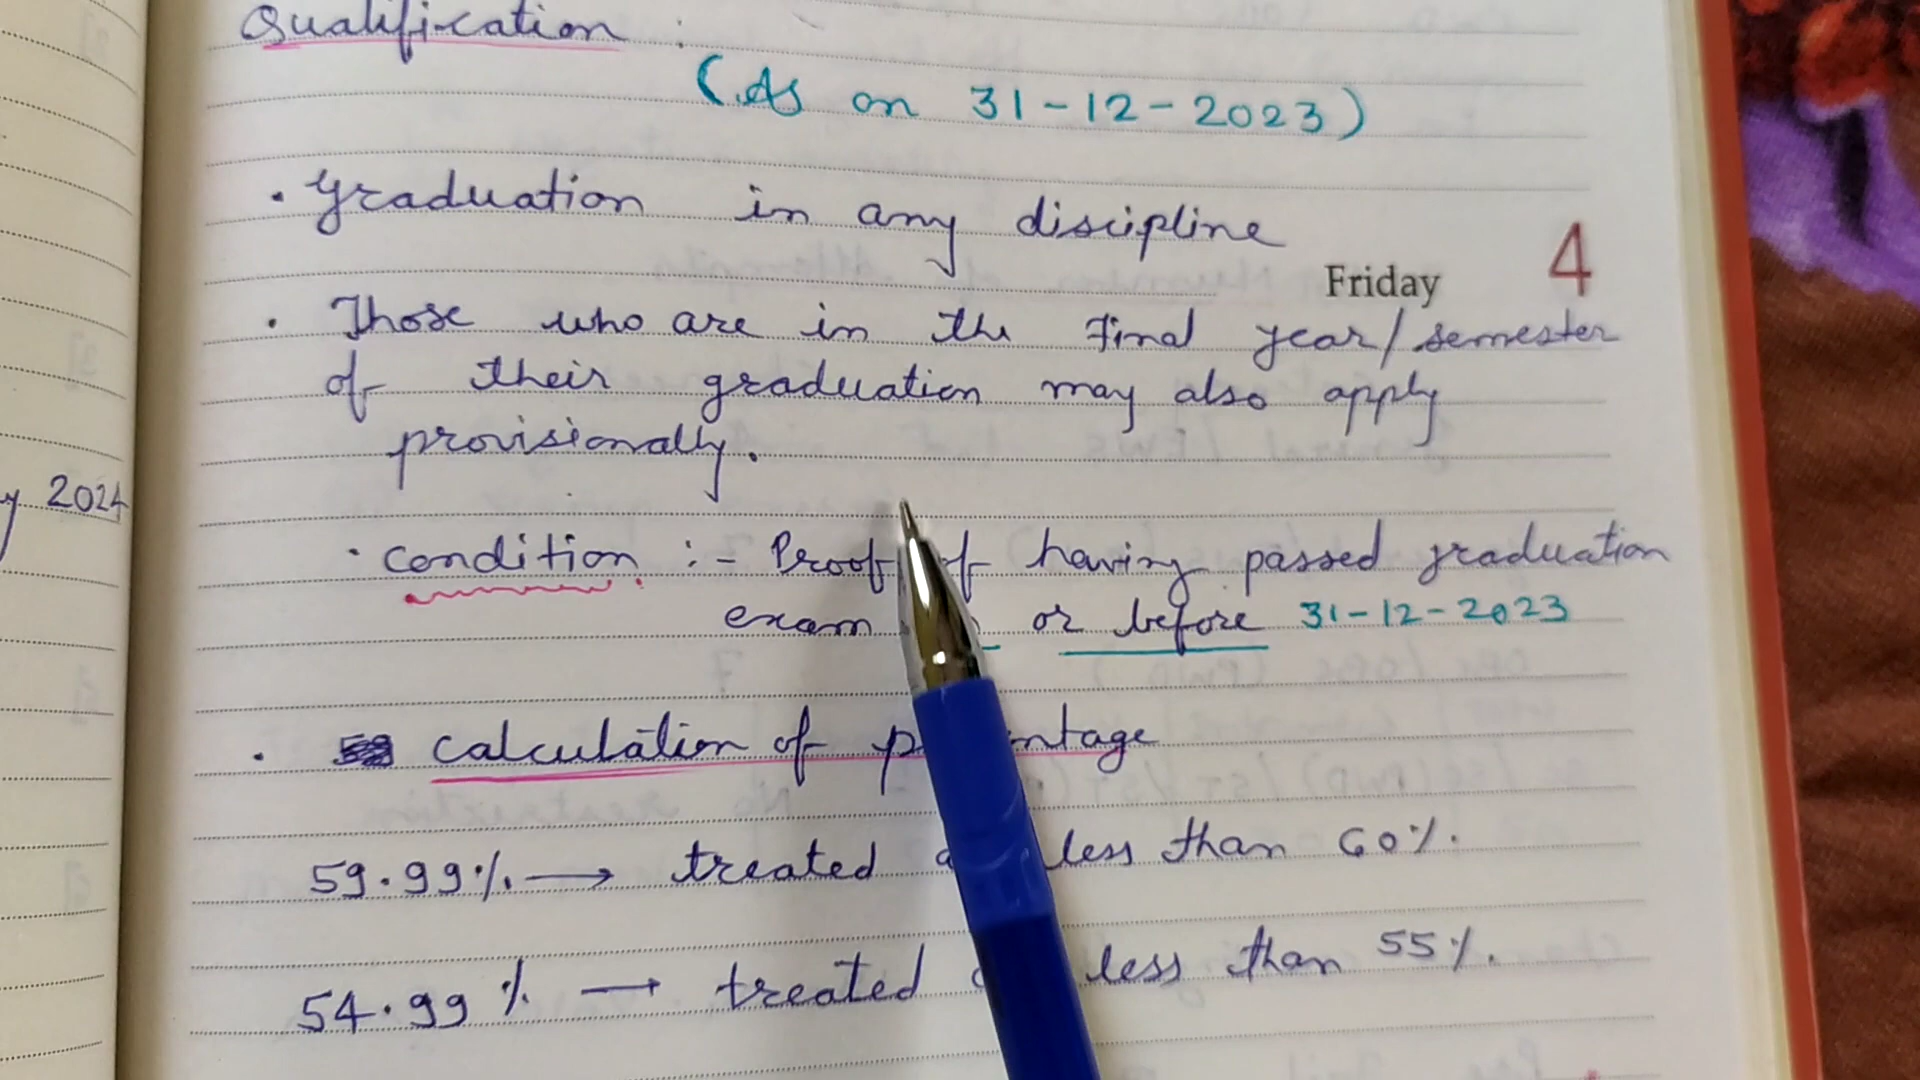 Qualification :
(As on 31-12-2023)
. Graduation in any discipline
Friday 4
. Those who are in the final year/semester
of their graduation may also apply
provisionally.
2024
. Condition :- Proof of having passed graduation
exam or before 31-12-2023
. Calculation of
59.99% → treated less than 60%.
54.99 % → treated less than 55%.